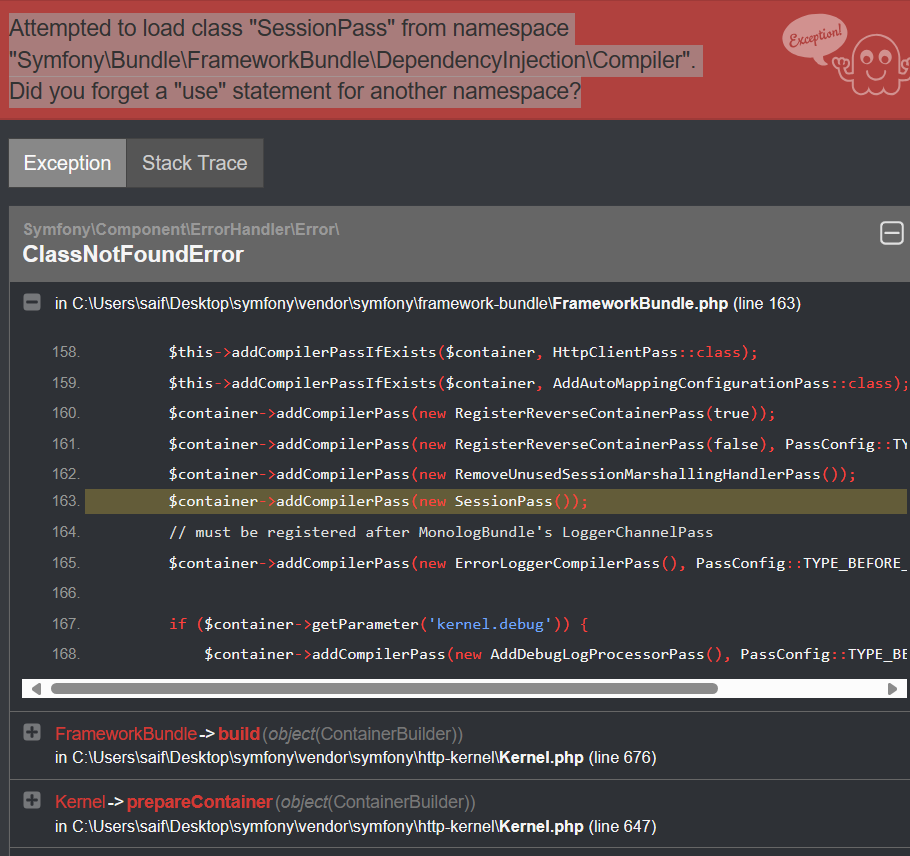 Attempted to load class "SessionPass" from namespace
"Symfony\Bundle\FrameworkBundle\DependencyInjection\Compiler".
Did you forget a "use" statement for another namespace?
Exception!
Exception
Stack Trace
Symfony\Component\ErrorHandler\Error\
ClassNotFoundError
in C:\Users\saif\Desktop\symfony\vendor\symfony\framework-bundle\FrameworkBundle.php (line 163)
158. $this->addCompilerPassIfExists($container, HttpClientPass::class);
159. $this->addCompilerPassIfExists($container, AddAutoMappingConfigurationPass::class);
160. $container->addCompilerPass(new RegisterReverseContainerPass(true));
161. $container->addCompilerPass(new RegisterReverseContainerPass(false), PassConfig::TY
162. $container->addCompilerPass(new RemoveUnusedSessionMarshallingHandlerPass());
163. $container->addCompilerPass(new SessionPass());
164. // must be registered after MonologBundle's LoggerChannelPass
165. $container->addCompilerPass(new ErrorLoggerCompilerPass(), PassConfig::TYPE_BEFORE_
166.
167. if ($container->getParameter('kernel.debug')) {
168. $container->addCompilerPass(new AddDebugLogProcessorPass(), PassConfig::TYPE_BE
FrameworkBundle->build(object(ContainerBuilder))
in C:\Users\saif\Desktop\symfony\vendor\symfony\http-kernel\Kernel.php (line 676)
Kernel->prepareContainer(object(ContainerBuilder))
in C:\Users\saif\Desktop\symfony\vendor\symfony\http-kernel\Kernel.php (line 647)